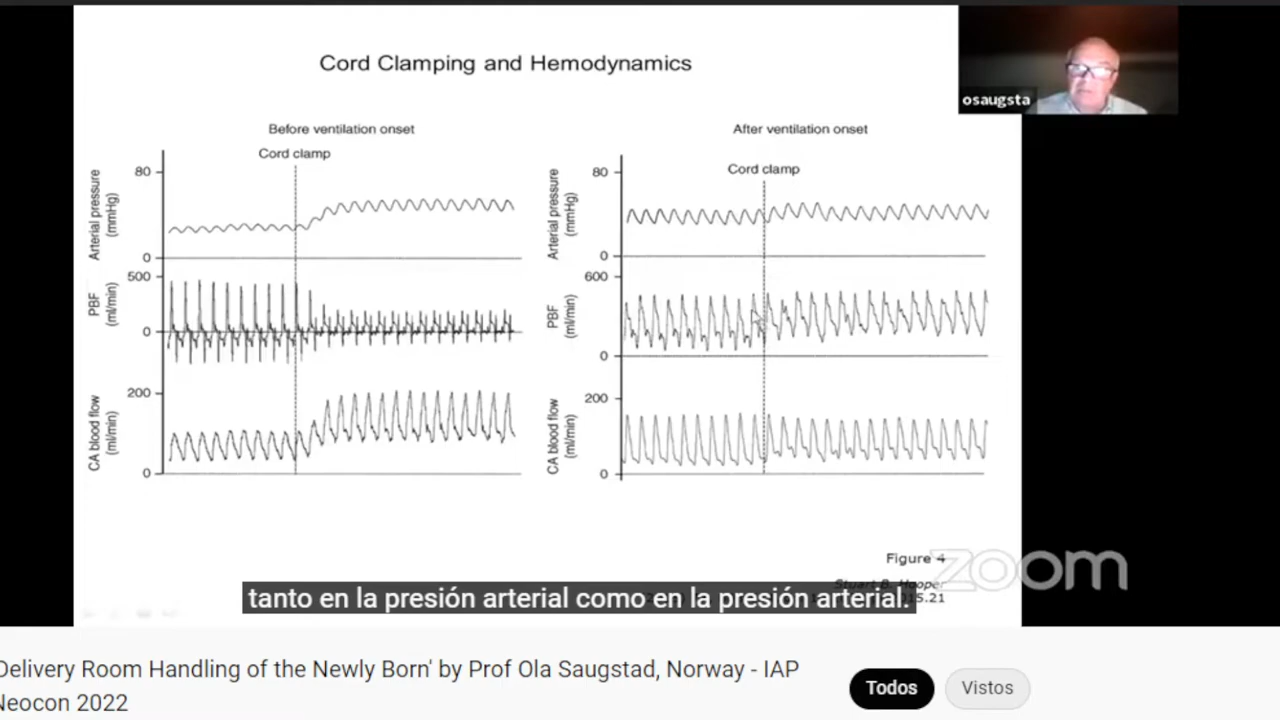 Cord Clamping and Hemodynamics
osaugsta
Before ventilation onset
Cord clamp
Arterial pressure
(mmHg)
80
0
PBF
(ml/min)
500
0
CA blood flow
(ml/min)
200
0
After ventilation onset
Cord clamp
Arterial pressure
(mmHg)
80
0
PBF
(ml/min)
600
0
CA blood flow
(ml/min)
200
0
Figure 4
zoom
Stuart B. Hooper
15.21
tanto en la presión arterial como en la presión arterial.
Delivery Room Handling of the Newly Born' by Prof Ola Saugstad, Norway - IAP
Neocon 2022
Todos
Vistos